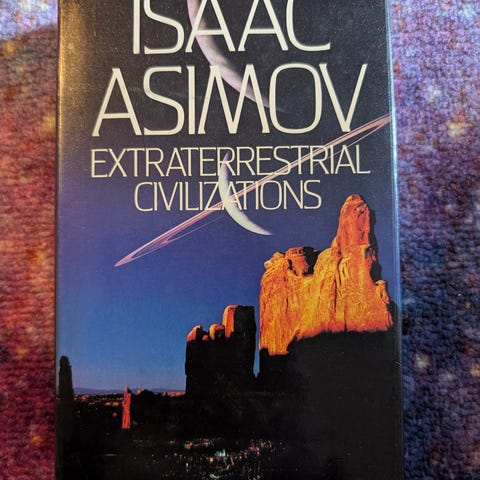 ISAAC
ASIMOV
EXTRATERRESTRIAL
CIVILIZATIONS